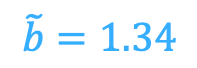 b̃ = 1.34